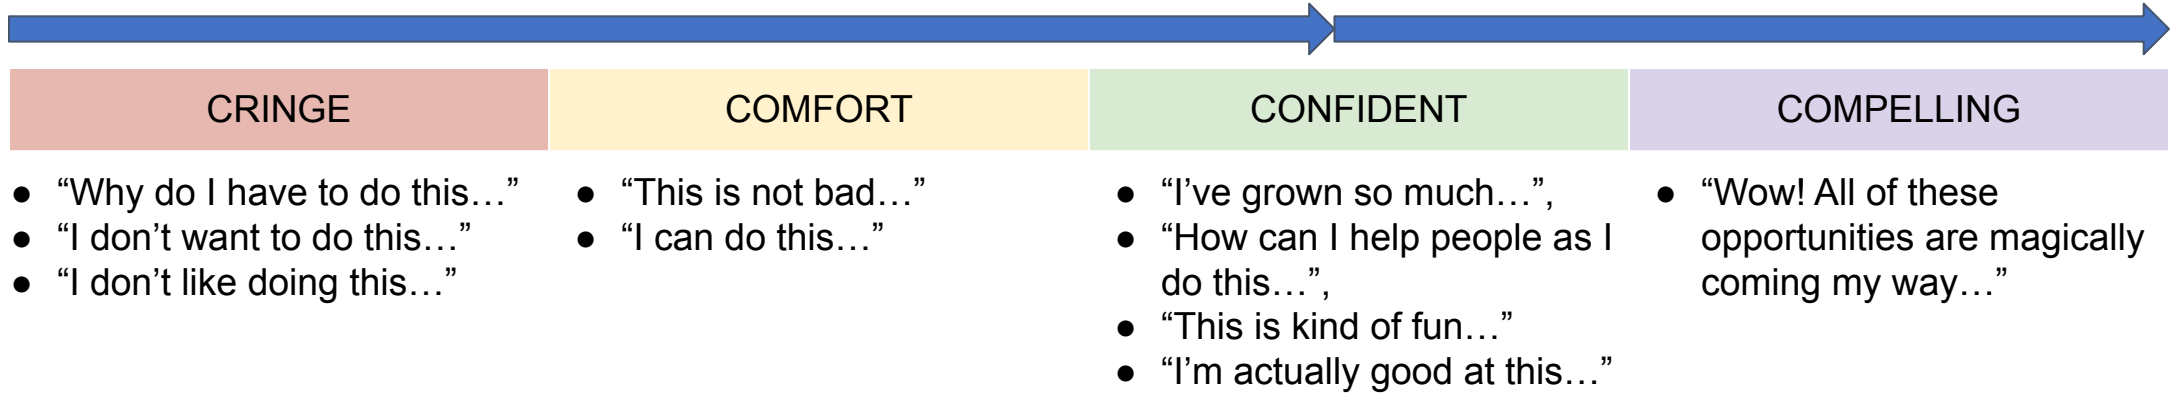 CRINGE
COMFORT
CONFIDENT
COMPELLING
● “Why do I have to do this…”
● “I don’t want to do this…”
● “I don’t like doing this…”
● “This is not bad…”
● “I can do this…”
● “I’ve grown so much…”,
● “How can I help people as I
do this…”,
● “This is kind of fun…”
● “I’m actually good at this…”
● “Wow! All of these
opportunities are magically
coming my way…”